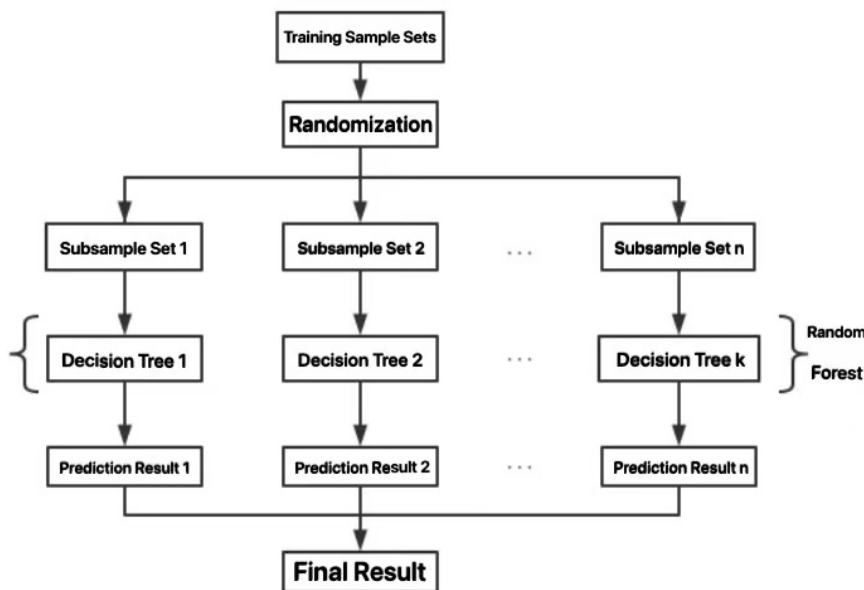 Training Sample Sets
Randomization
Subsample Set 1
Subsample Set 2
...
Subsample Set n
Decision Tree 1
Decision Tree 2
...
Decision Tree k
Random
Forest
Prediction Result 1
Prediction Result 2
...
Prediction Result n
Final Result